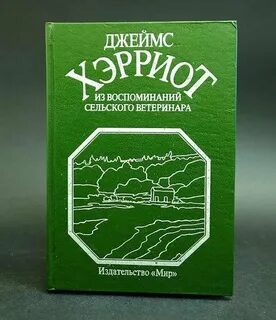 ДЖЕЙМС
ХЭРРИОТ
ИЗ ВОСПОМИНАНИЙ
СЕЛЬСКОГО ВЕТЕРИНАРА
Издательство «Мир»